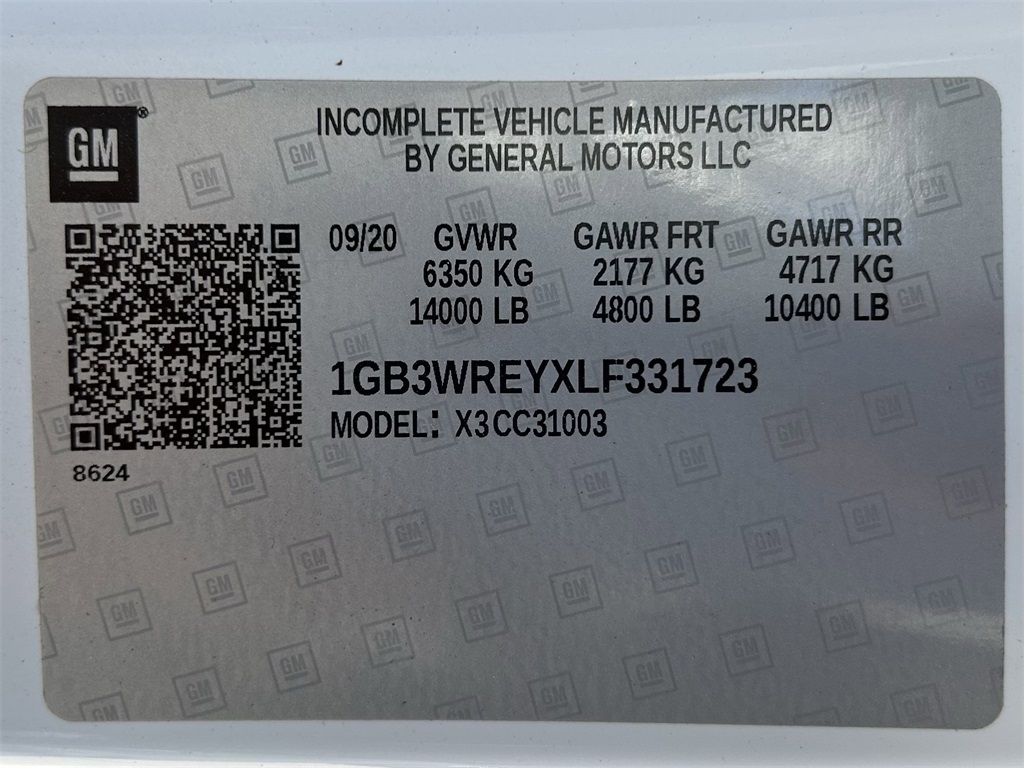 GM®
INCOMPLETE VEHICLE MANUFACTURED
BY GENERAL MOTORS LLC
09/20 GVWR GAWR FRT GAWR RR
6350 KG 2177 KG 4717 KG
14000 LB 4800 LB 10400 LB
1GB3WREYXLF331723
MODEL: X3CC31003
8624